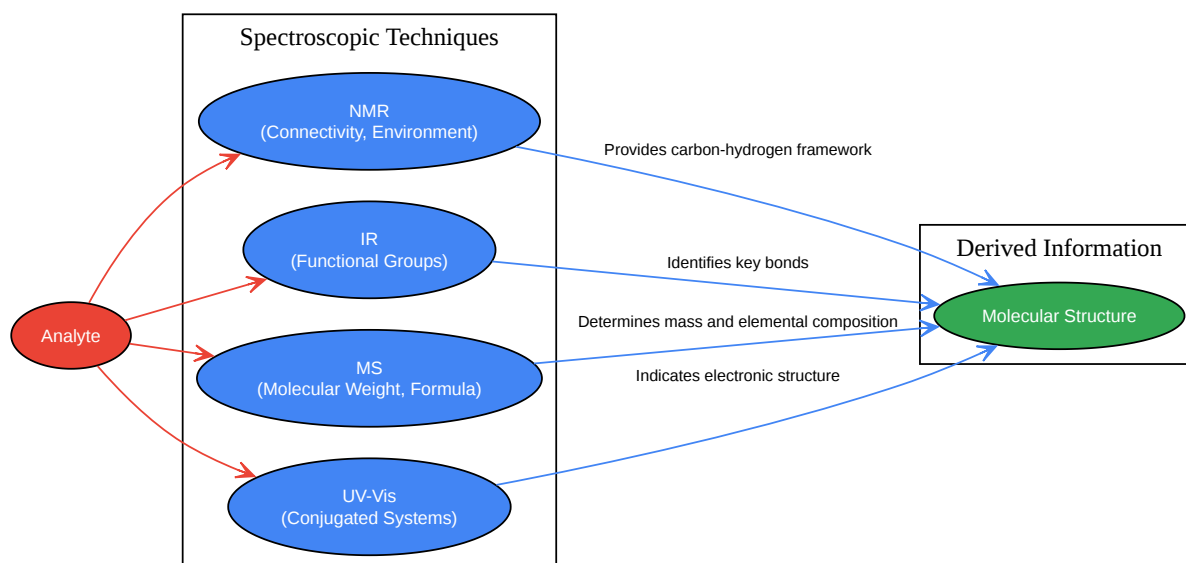 Spectroscopic Techniques
NMR
(Connectivity, Environment)
Provides carbon-hydrogen framework
IR
(Functional Groups)
Identifies key bonds
Derived Information
Molecular Structure
Analyte
Determines mass and elemental composition
MS
(Molecular Weight, Formula)
Indicates electronic structure
UV-Vis
(Conjugated Systems)